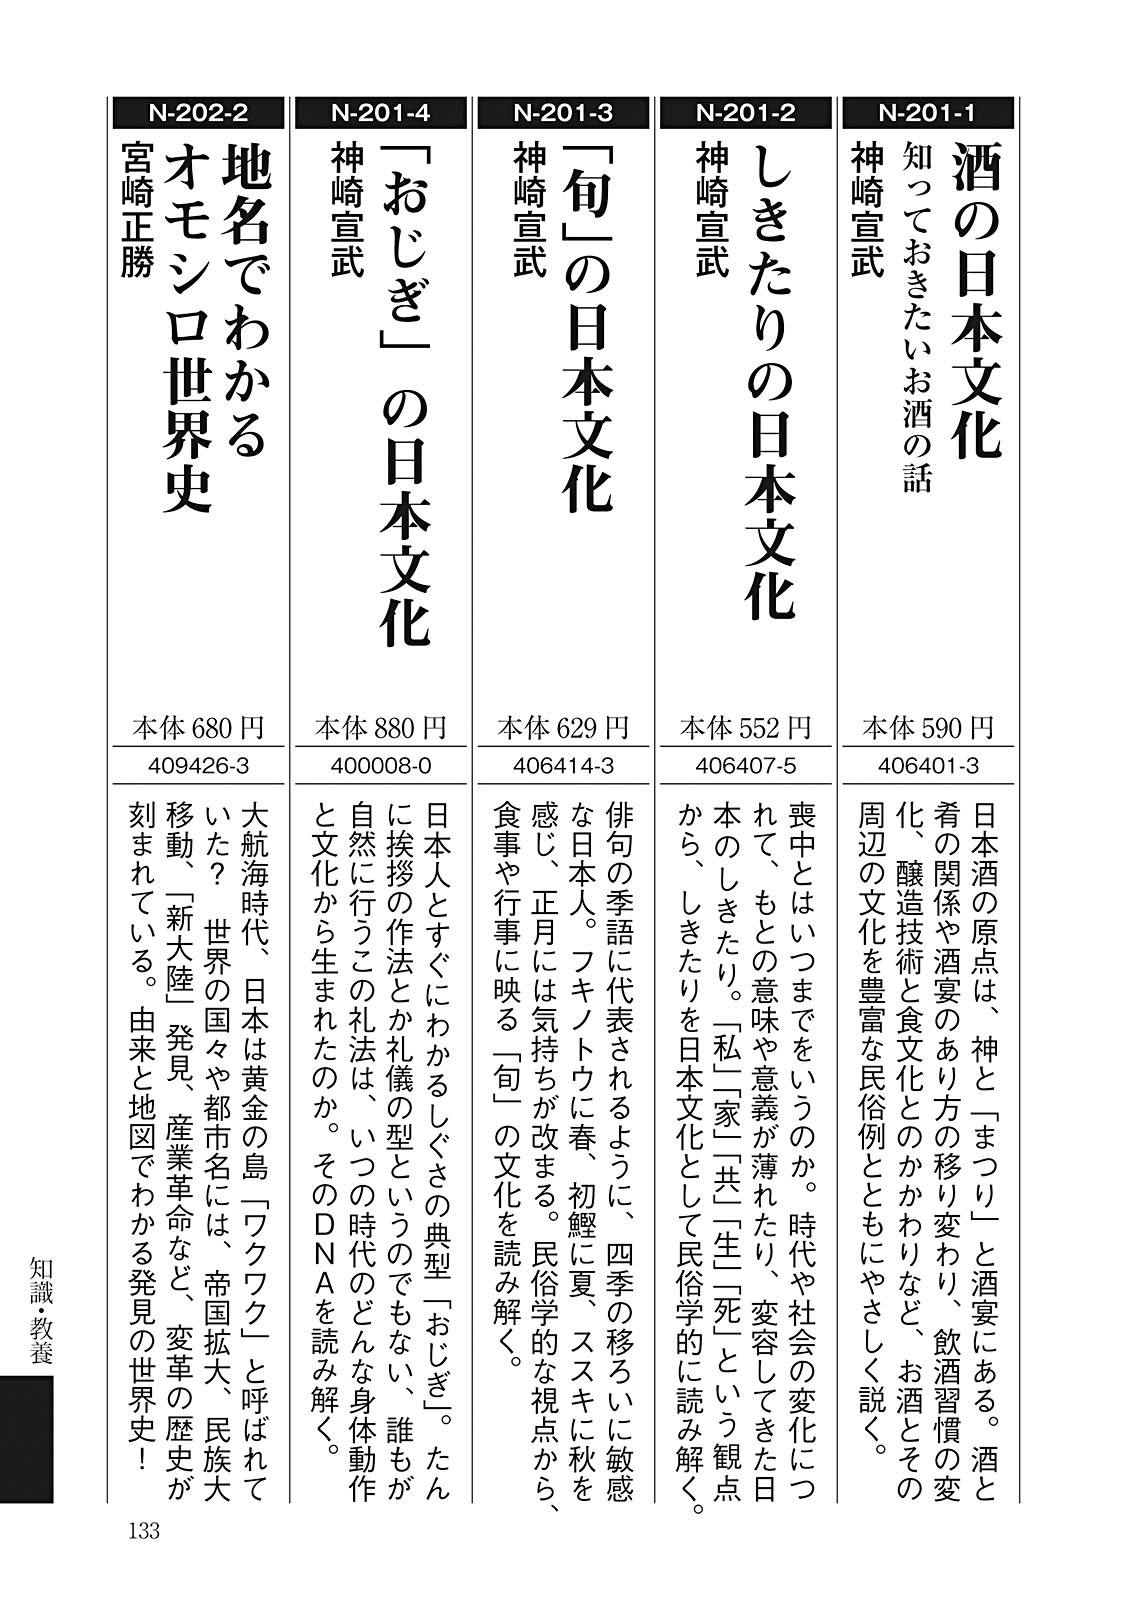 N-201-1
酒の日本文化
知っておきたいお酒の話
神崎宣武
本体590円
406401-3
日本酒の原点は、神と「まつり」と酒宴にある。酒と
肴の関係や酒宴のあり方の移り変わり、飲酒習慣の変
化、醸造技術と食文化とのかかわりなど、お酒とその
周辺の文化を豊富な民俗例とともにやさしく説く。
N-201-2
しきたりの日本文化
神崎宣武
本体552円
406407-5
喪中とはいつまでをいうのか。時代や社会の変化につ
れて、もとの意味や意義が薄れたり、変容してきた日
本のしきたり。「私」「家」「共」「生」「死」という観点
から、しきたりを日本文化として民俗学的に読み解く。
N-201-3
「旬」の日本文化
神崎宣武
本体629円
406414-3
俳句の季語に代表されるように、四季の移ろいに敏感
な日本人。フキノトウに春、初鰹に夏、ススキに秋を
感じ、正月には気持ちが改まる。民俗学的な視点から、
食事や行事に映る「旬」の文化を読み解く。
N-201-4
「おじぎ」の日本文化
神崎宣武
本体880円
400008-0
日本人とすぐにわかるしぐさの典型「おじぎ」。たん
に挨拶の作法とか礼儀の型というのでもない、誰もが
自然に行うこの礼法は、いつの時代のどんな身体動作
と文化から生まれたのか。そのDNAを読み解く。
N-202-2
地名でわかる
オモシロ世界史
宮崎正勝
本体680円
409426-3
大航海時代、日本は黄金の島「ワクワク」と呼ばれて
いた？ 世界の国々や都市名には、帝国拡大、民族大
移動、「新大陸」発見、産業革命など、変革の歴史が
刻まれている。由来と地図でわかる発見の世界史！
知識・教養
133